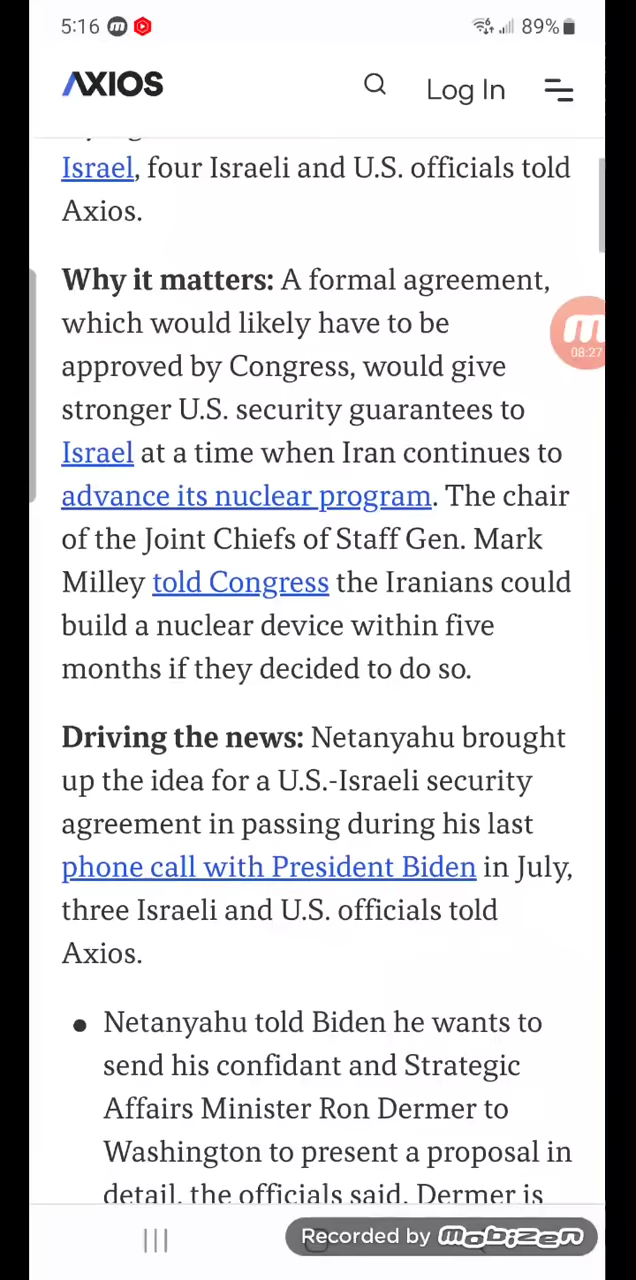 5:16 m 89%
AXIOS Log In
Israel, four Israeli and U.S. officials told
Axios.
Why it matters: A formal agreement,
which would likely have to be
approved by Congress, would give
stronger U.S. security guarantees to
Israel at a time when Iran continues to
advance its nuclear program. The chair
of the Joint Chiefs of Staff Gen. Mark
Milley told Congress the Iranians could
build a nuclear device within five
months if they decided to do so.
m
08:27
Driving the news: Netanyahu brought
up the idea for a U.S.-Israeli security
agreement in passing during his last
phone call with President Biden in July,
three Israeli and U.S. officials told
Axios.
• Netanyahu told Biden he wants to
send his confidant and Strategic
Affairs Minister Ron Dermer to
Washington to present a proposal in
detail, the officials said. Dermer is
Recorded by mobizen